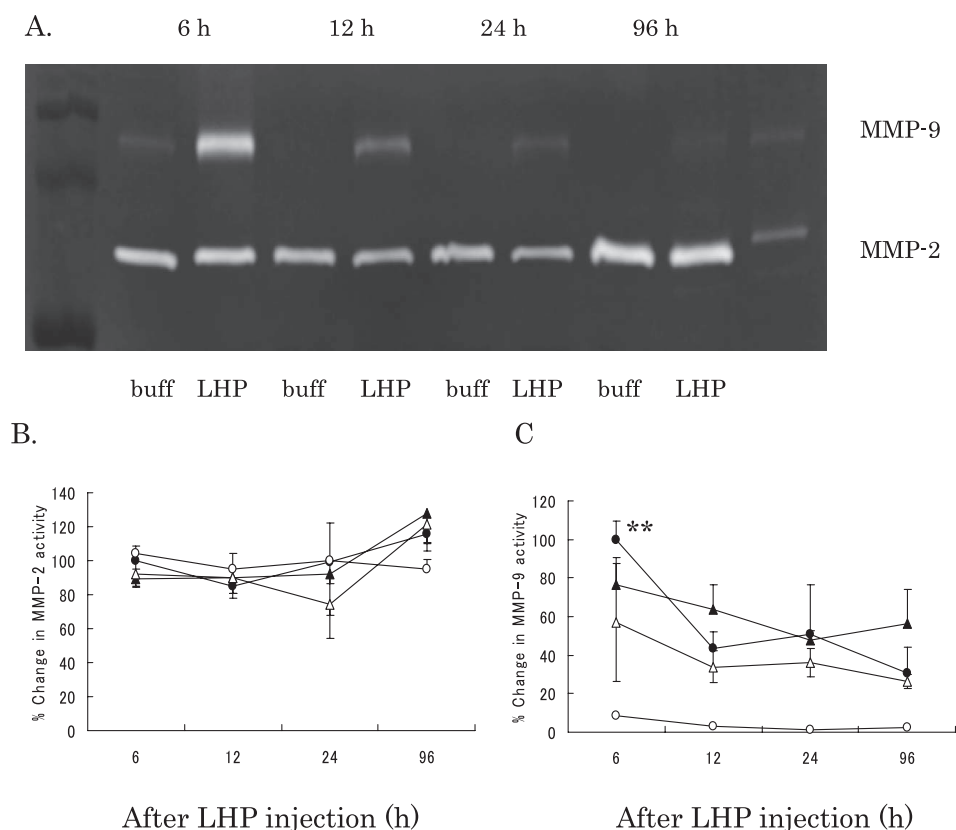 A.
6 h 12 h 24 h 96 h
MMP-9
MMP-2
buff LHP buff LHP buff LHP buff LHP
B.
C
% Change in MMP-2 activity
140
120
100
80
60
40
20
0
6 12 24 96
After LHP injection (h)
% Change in MMP-9 activity
120
100
80
60
40
20
0
**
6 12 24 96
After LHP injection (h)